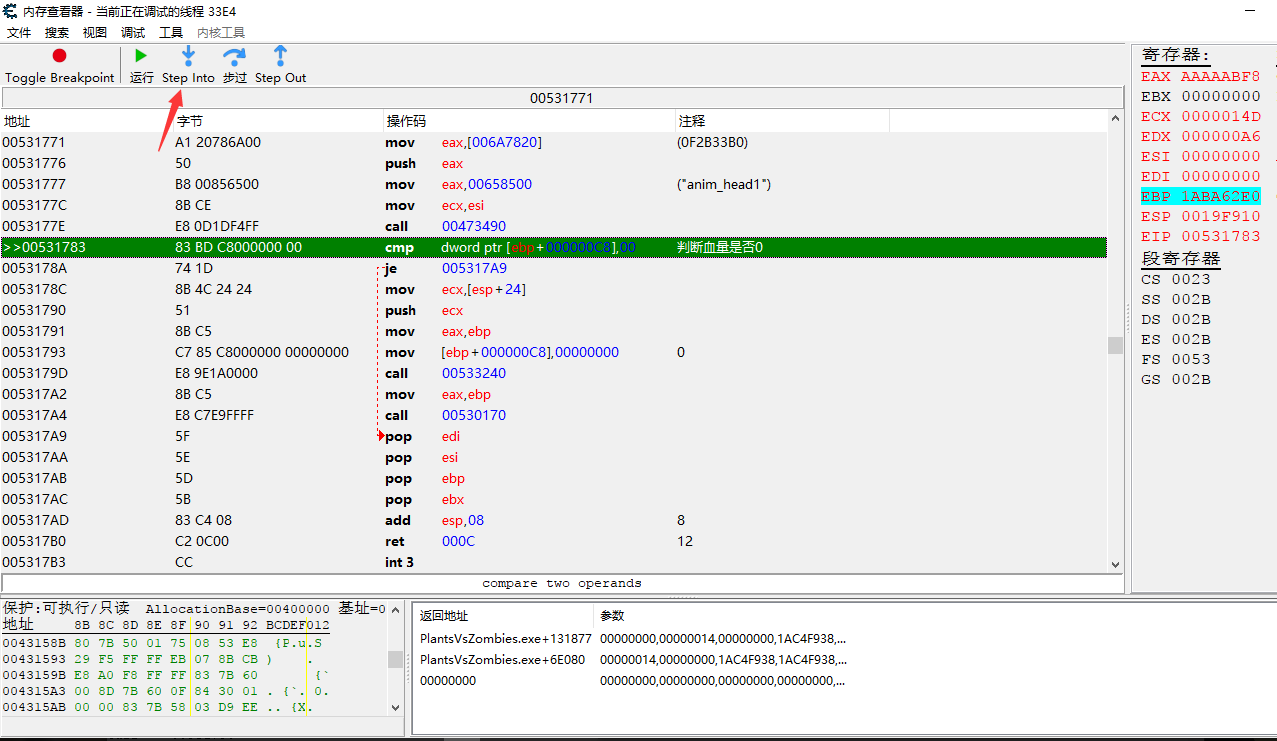 内存查看器 - 当前正在调试的线程 33E4
文件 搜索 视图 调试 工具 内核工具
Toggle Breakpoint 运行 Step Into 步过 Step Out
00531771
地址 字节 操作码 注释
00531771 A1 20786A00 mov eax,[006A7820] (0F2B33B0)
00531776 50 push eax
00531777 B8 00856500 mov eax,00658500 ("anim_head1")
0053177C 8B CE mov ecx,esi
0053177E E8 0D1DF4FF call 00473490
>>00531783 83 BD C8000000 00 cmp dword ptr [ebp+000000C8],00 判断血量是否0
0053178A 74 1D je 005317A9
0053178C 8B 4C 24 24 mov ecx,[esp+24]
00531790 51 push ecx
00531791 8B C5 mov eax,ebp
00531793 C7 85 C8000000 00000000 mov [ebp+000000C8],00000000 0
0053179D E8 9E1A0000 call 00533240
005317A2 8B C5 mov eax,ebp
005317A4 E8 C7E9FFFF call 00530170
005317A9 5F pop edi
005317AA 5E pop esi
005317AB 5D pop ebp
005317AC 5B pop ebx
005317AD 83 C4 08 add esp,08 8
005317B0 C2 0C00 ret 000C 12
005317B3 CC int 3
compare two operands
寄存器:
EAX AAAAABF8
EBX 00000000
ECX 0000014D
EDX 000000A6
ESI 00000000
EDI 00000000
EBP 1ABA62E0
ESP 0019F910
EIP 00531783
段寄存器
CS 0023
SS 002B
DS 002B
ES 002B
FS 0053
GS 002B
保护:可执行/只读 AllocationBase=00400000 基址=0
地址 8B 8C 8D 8E 8F 90 91 92 BCDEF012
0043158B 80 7B 50 01 75 08 53 E8 {P.u.S
00431593 29 F5 FF FF EB 07 8B CB ) .
0043159B E8 A0 F8 FF FF 83 7B 60 {`
004315A3 00 8D 7B 60 0F 84 30 01 . {`. 0.
004315AB 00 00 83 7B 58 03 D9 EE .. {X.
返回地址 参数
PlantsVsZombies.exe+131877 00000000,00000014,00000000,1AC4F938,...
PlantsVsZombies.exe+6E080 00000014,00000000,1AC4F938,1AC4F938,...
00000000 00000000,00000000,00000000,00000000,...